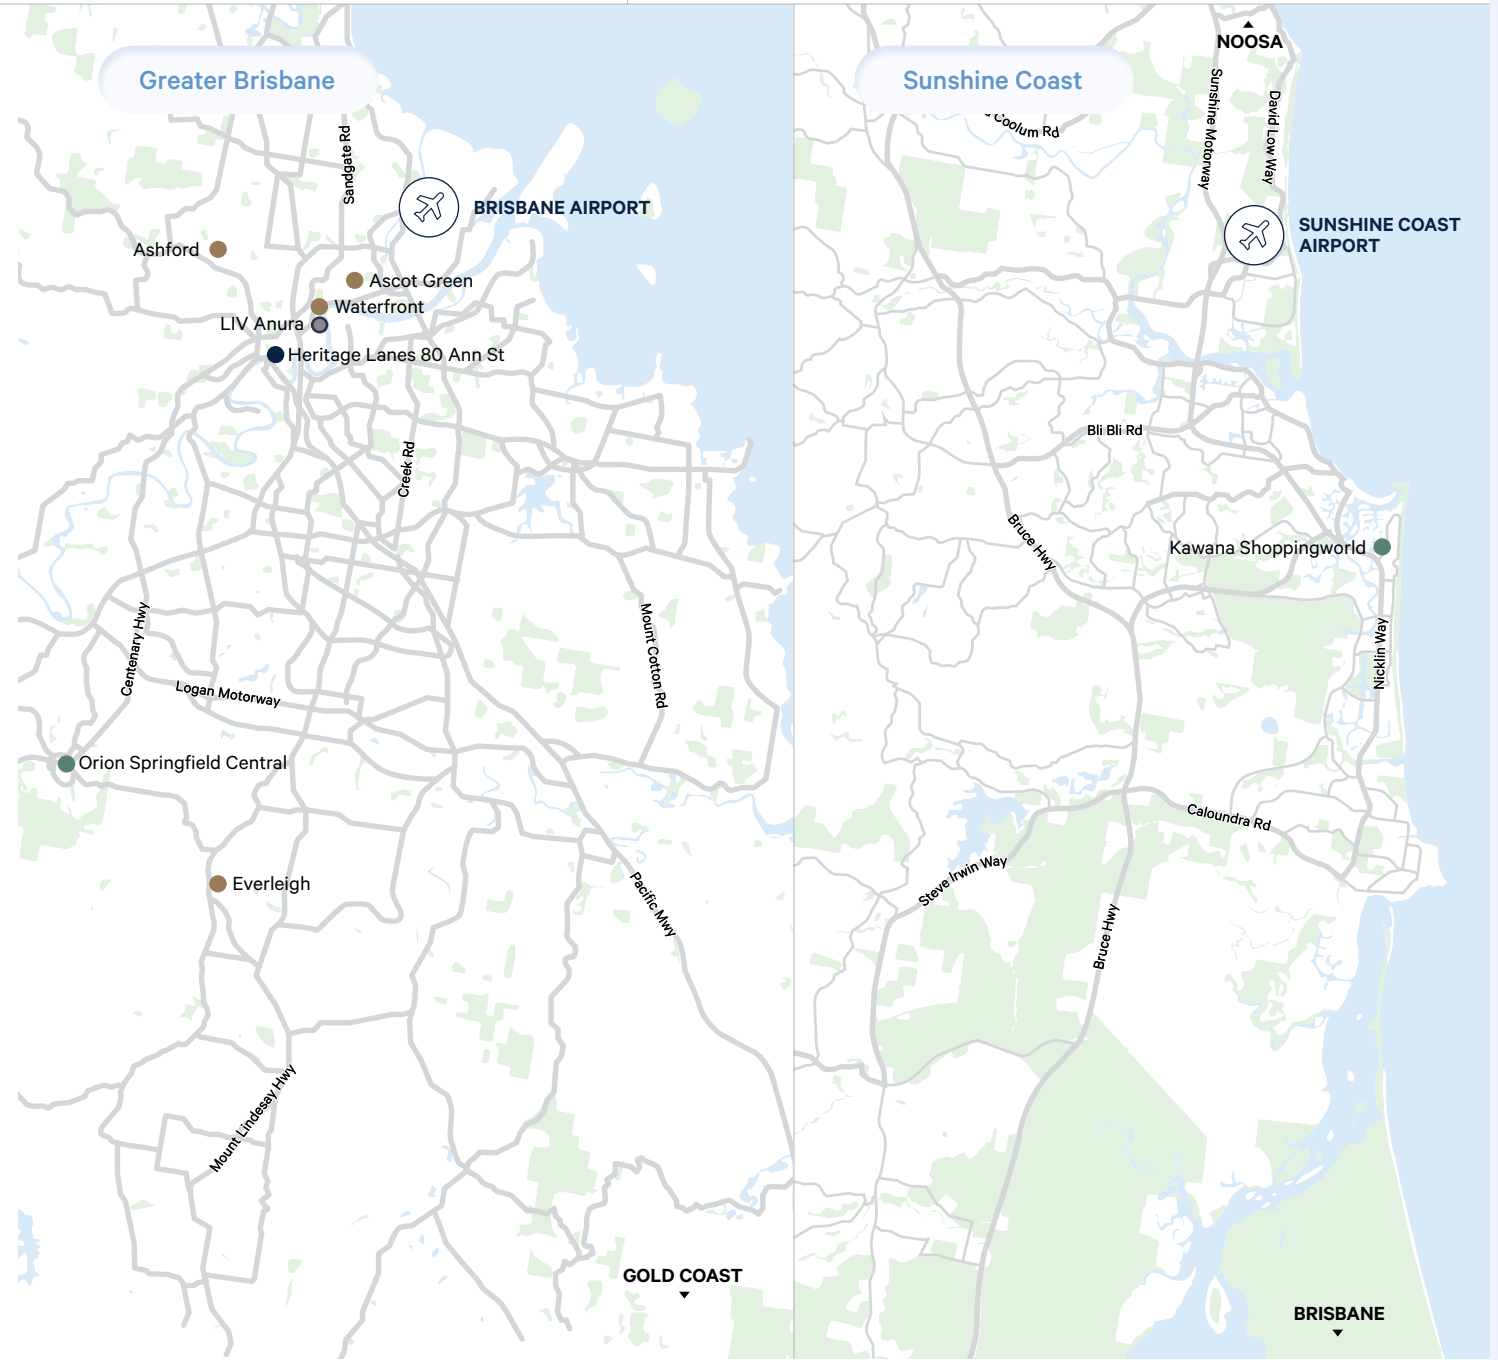 Greater Brisbane
Sandgate Rd
BRISBANE AIRPORT
Ashford
Ascot Green
Waterfront
LIV Anura
Heritage Lanes 80 Ann St
Creek Rd
Centenary Hwy
Mount Cotton Rd
Logan Motorway
Orion Springfield Central
Everleigh
Pacific Mwy
Mount Lindesay Hwy
GOLD COAST
Sunshine Coast
NOOSA
Coolum Rd
Sunshine Motorway
David Low Way
SUNSHINE COAST
AIRPORT
Bli Bli Rd
Bruce Hwy
Kawana Shoppingworld
Nicklin Way
Caloundra Rd
Steve Irwin Way
Bruce Hwy
BRISBANE